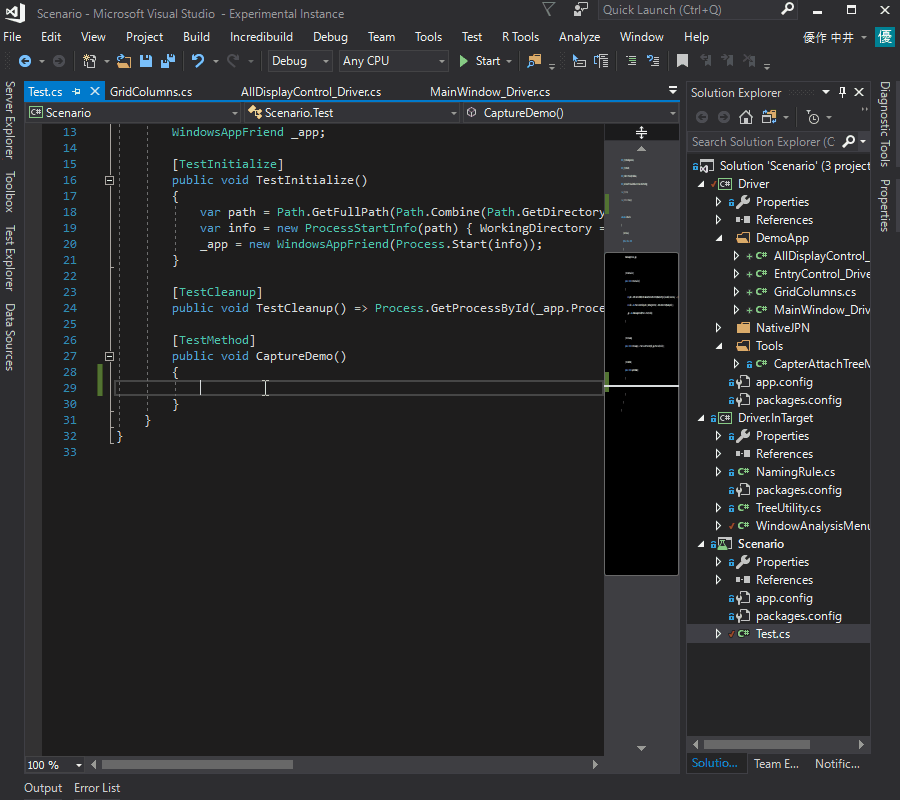 Scenario - Microsoft Visual Studio - Experimental Instance
Quick Launch (Ctrl+Q)
File Edit View Project Build Incredibuild Debug Team Tools Test R Tools Analyze Window Help 優作 中井 優
Debug Any CPU Start
Server Explorer
Toolbox
Test Explorer
Data Sources
Test.cs GridColumns.cs AllDisplayControl_Driver.cs MainWindow_Driver.cs
C# Scenario Scenario.Test CaptureDemo()
13 WindowsAppFriend _app;
14
15 [TestInitialize]
16 public void TestInitialize()
17 {
18 var path = Path.GetFullPath(Path.Combine(Path.GetDirectory
19 var info = new ProcessStartInfo(path) { WorkingDirectory =
20 _app = new WindowsAppFriend(Process.Start(info));
21 }
22
23 [TestCleanup]
24 public void TestCleanup() => Process.GetProcessById(_app.Proce
25
26 [TestMethod]
27 public void CaptureDemo()
28 {
29
30 }
31 }
32 }
33
100 %
Output Error List
Solution Explorer
Search Solution Explorer (C
Solution 'Scenario' (3 project
C# Driver
Properties
References
DemoApp
C# AllDisplayControl_
C# EntryControl_Drive
C# GridColumns.cs
C# MainWindow_Driv
NativeJPN
Tools
C# CapterAttachTreeM
app.config
packages.config
C# Driver.InTarget
Properties
References
C# NamingRule.cs
packages.config
C# TreeUtility.cs
C# WindowAnalysisMenu
Scenario
Properties
References
app.config
packages.config
C# Test.cs
Solutio... Team E... Notific...
Diagnostic Tools
Properties